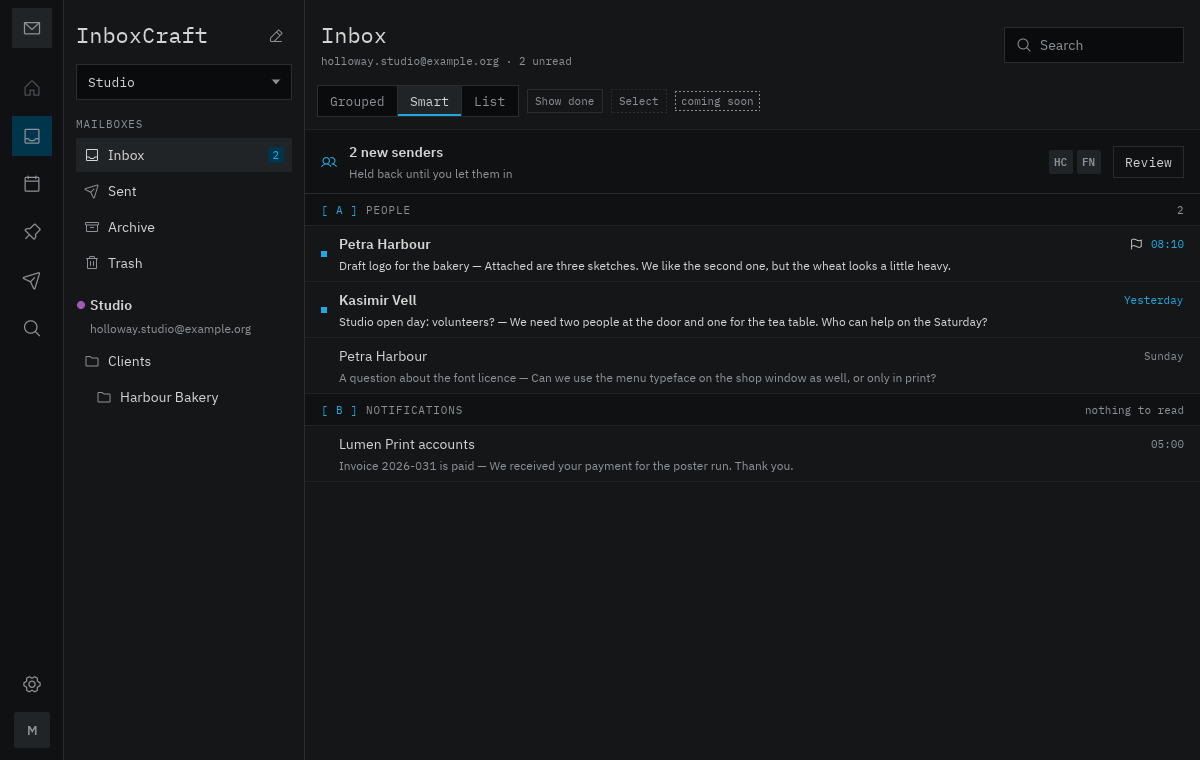 InboxCraft
Studio
MAILBOXES
Inbox 2
Sent
Archive
Trash
Studio
holloway.studio@example.org
Clients
Harbour Bakery
M
Inbox
holloway.studio@example.org · 2 unread
Search
Grouped Smart List Show done Select coming soon
2 new senders
Held back until you let them in
HC FN Review
[ A ] PEOPLE 2
Petra Harbour 08:10
Draft logo for the bakery — Attached are three sketches. We like the second one, but the wheat looks a little heavy.
Kasimir Vell Yesterday
Studio open day: volunteers? — We need two people at the door and one for the tea table. Who can help on the Saturday?
Petra Harbour Sunday
A question about the font licence — Can we use the menu typeface on the shop window as well, or only in print?
[ B ] NOTIFICATIONS nothing to read
Lumen Print accounts 05:00
Invoice 2026-031 is paid — We received your payment for the poster run. Thank you.